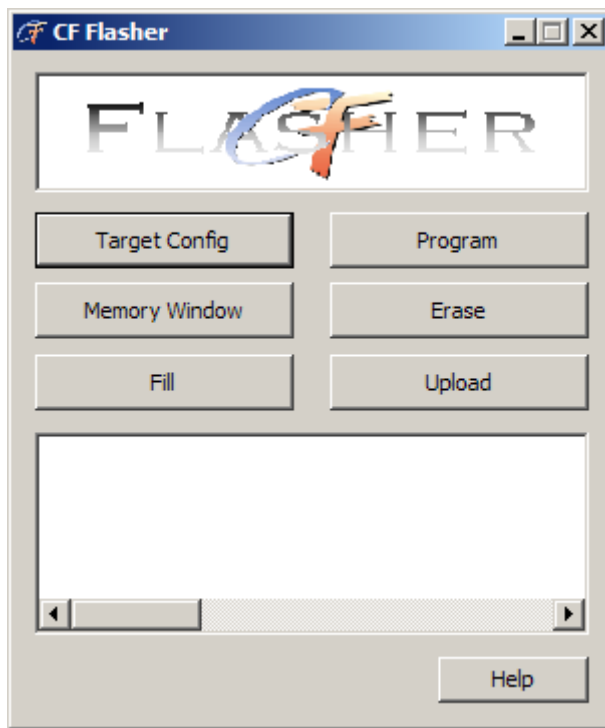 CF Flasher
FLASHER
Target Config Program
Memory Window Erase
Fill Upload
Help